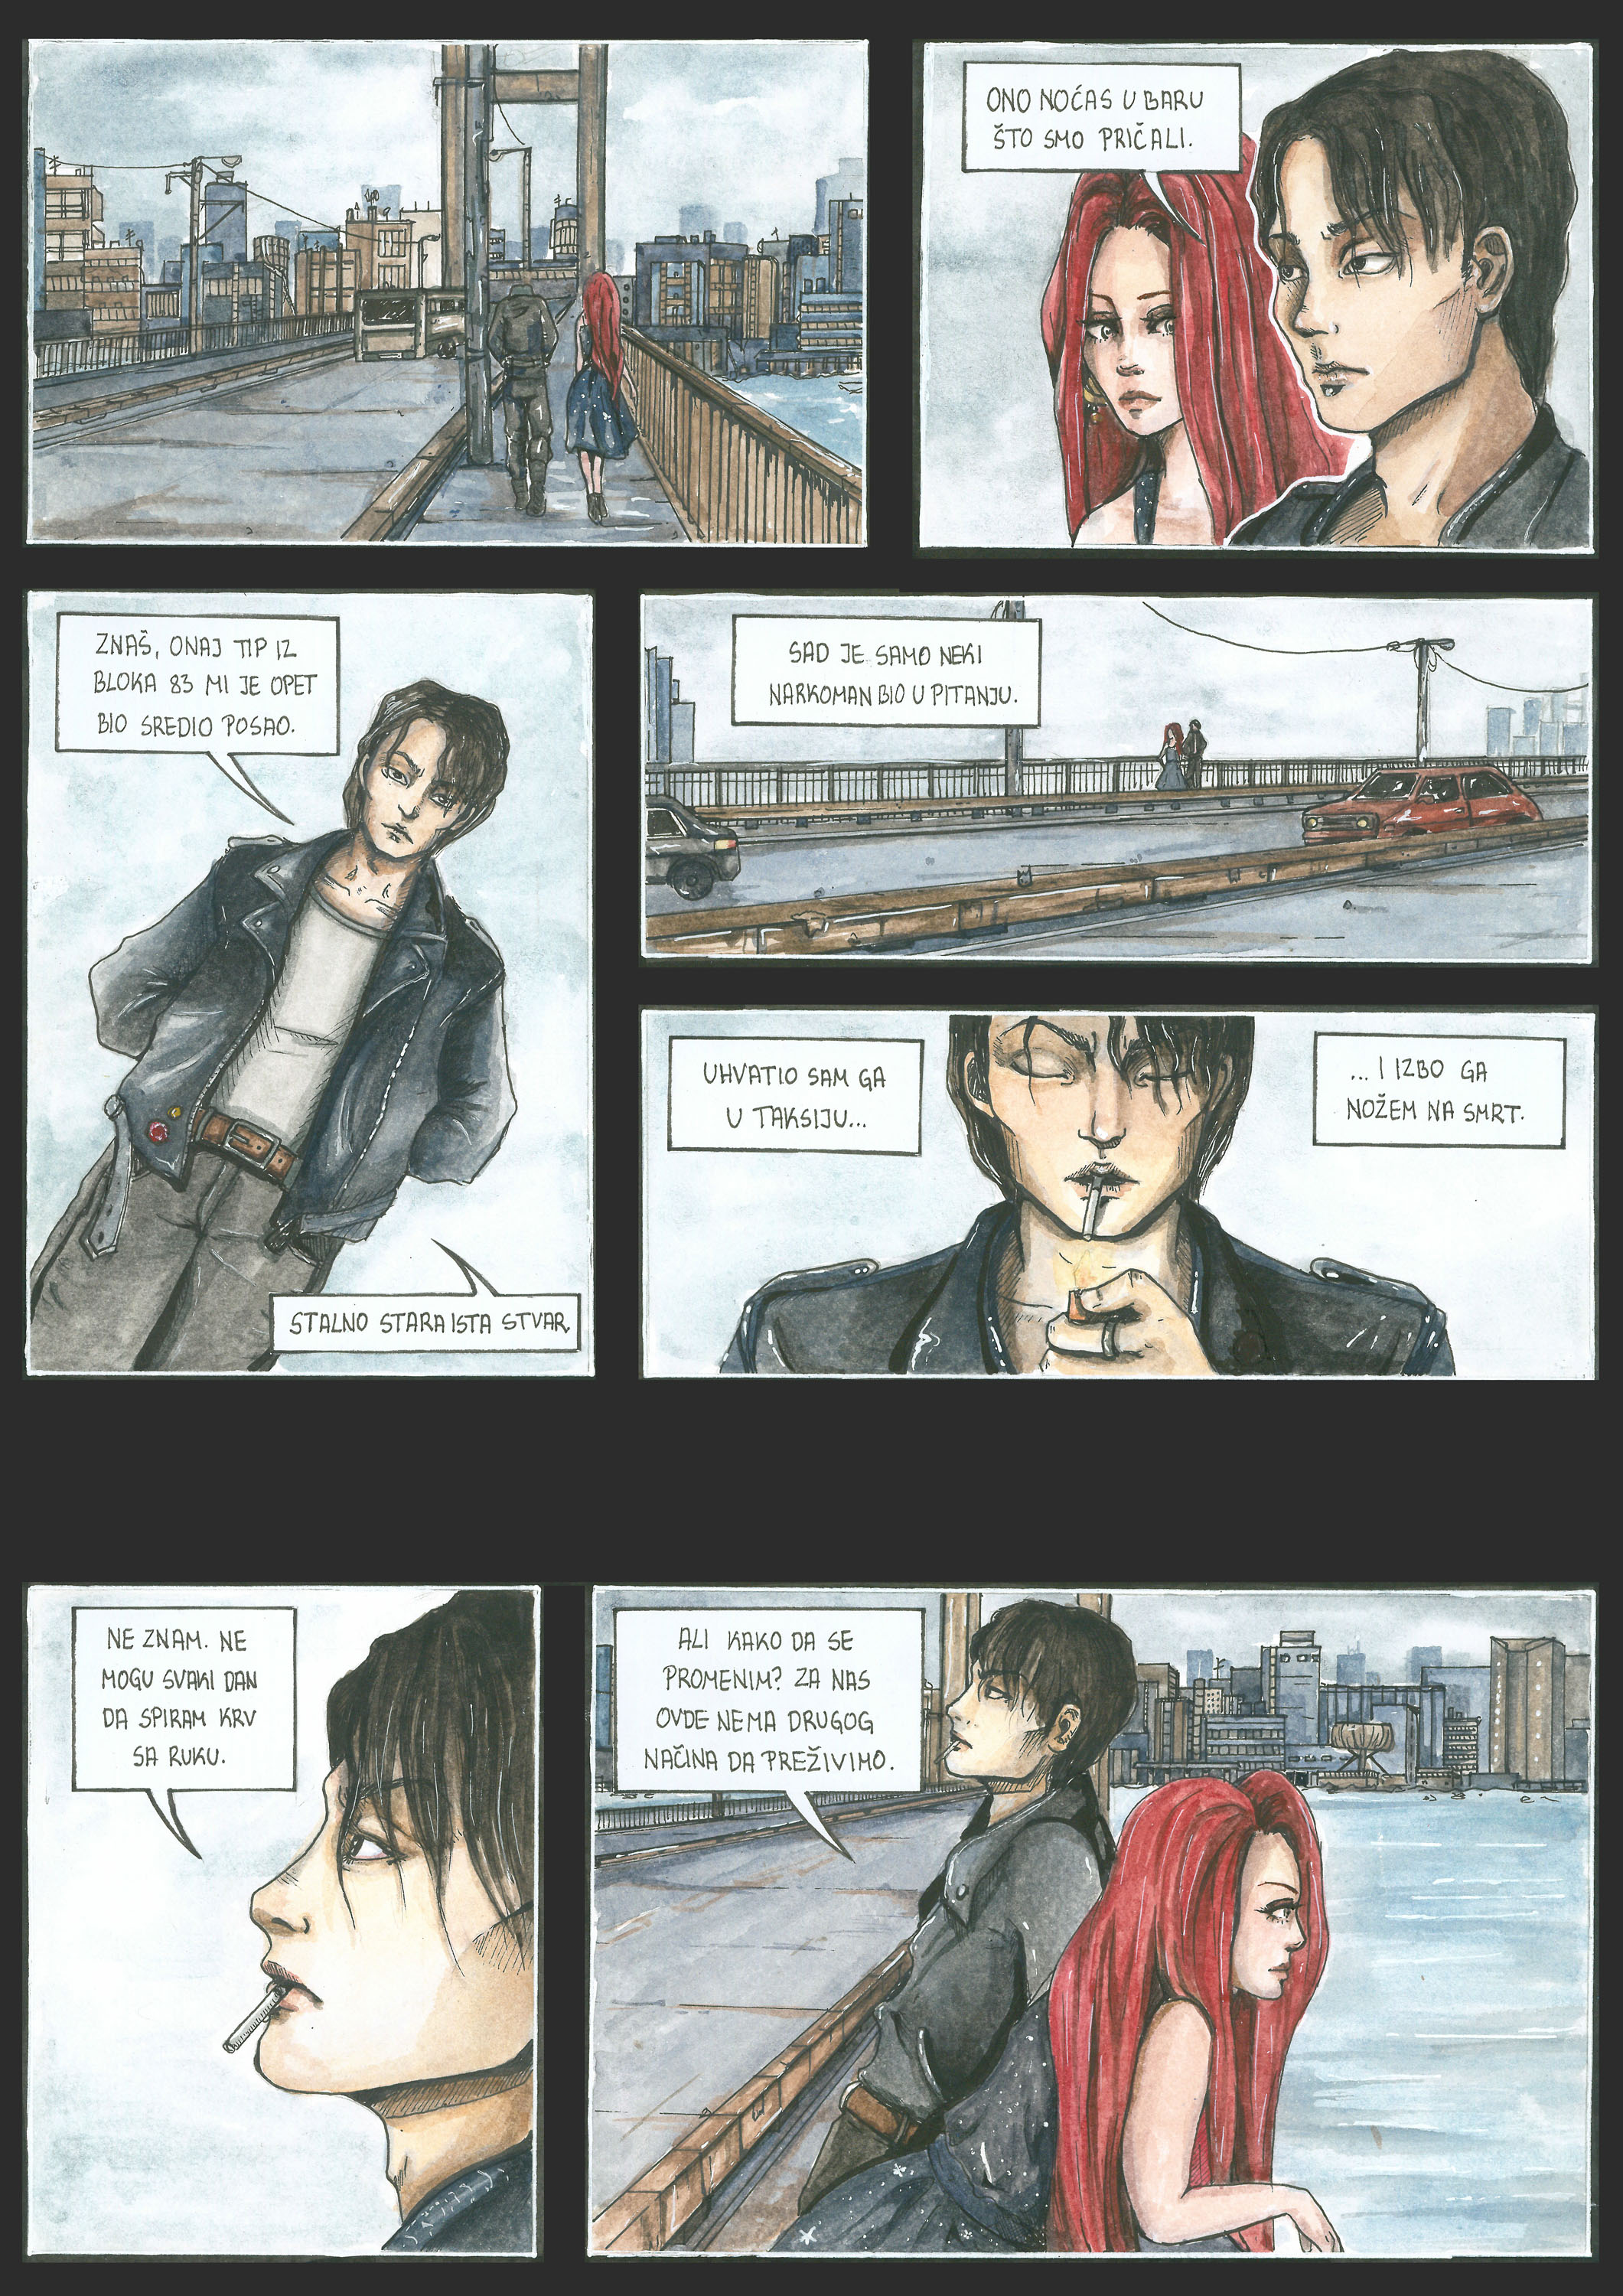 ONO NOĆAS U BARU
ŠTO SMO PRIČALI.
ZNAŠ, ONAJ TIP IZ
BLOKA 83 MI JE OPET
BIO SREDIO POSAO.
STALNO STARA ISTA STVAR.
SAD JE SAMO NEKI
NARKOMAN BIO U PITANJU.
UHVATIO SAM GA
U TAKSIJU...
... I IZBO GA
NOŽEM NA SMRT.
NE ZNAM. NE
MOGU SVAKI DAN
DA SPIRAM KRV
SA RUKU.
ALI KAKO DA SE
PROMENIM? ZA NAS
OVDE NEMA DRUGOG
NAČINA DA PREŽIVIMO.